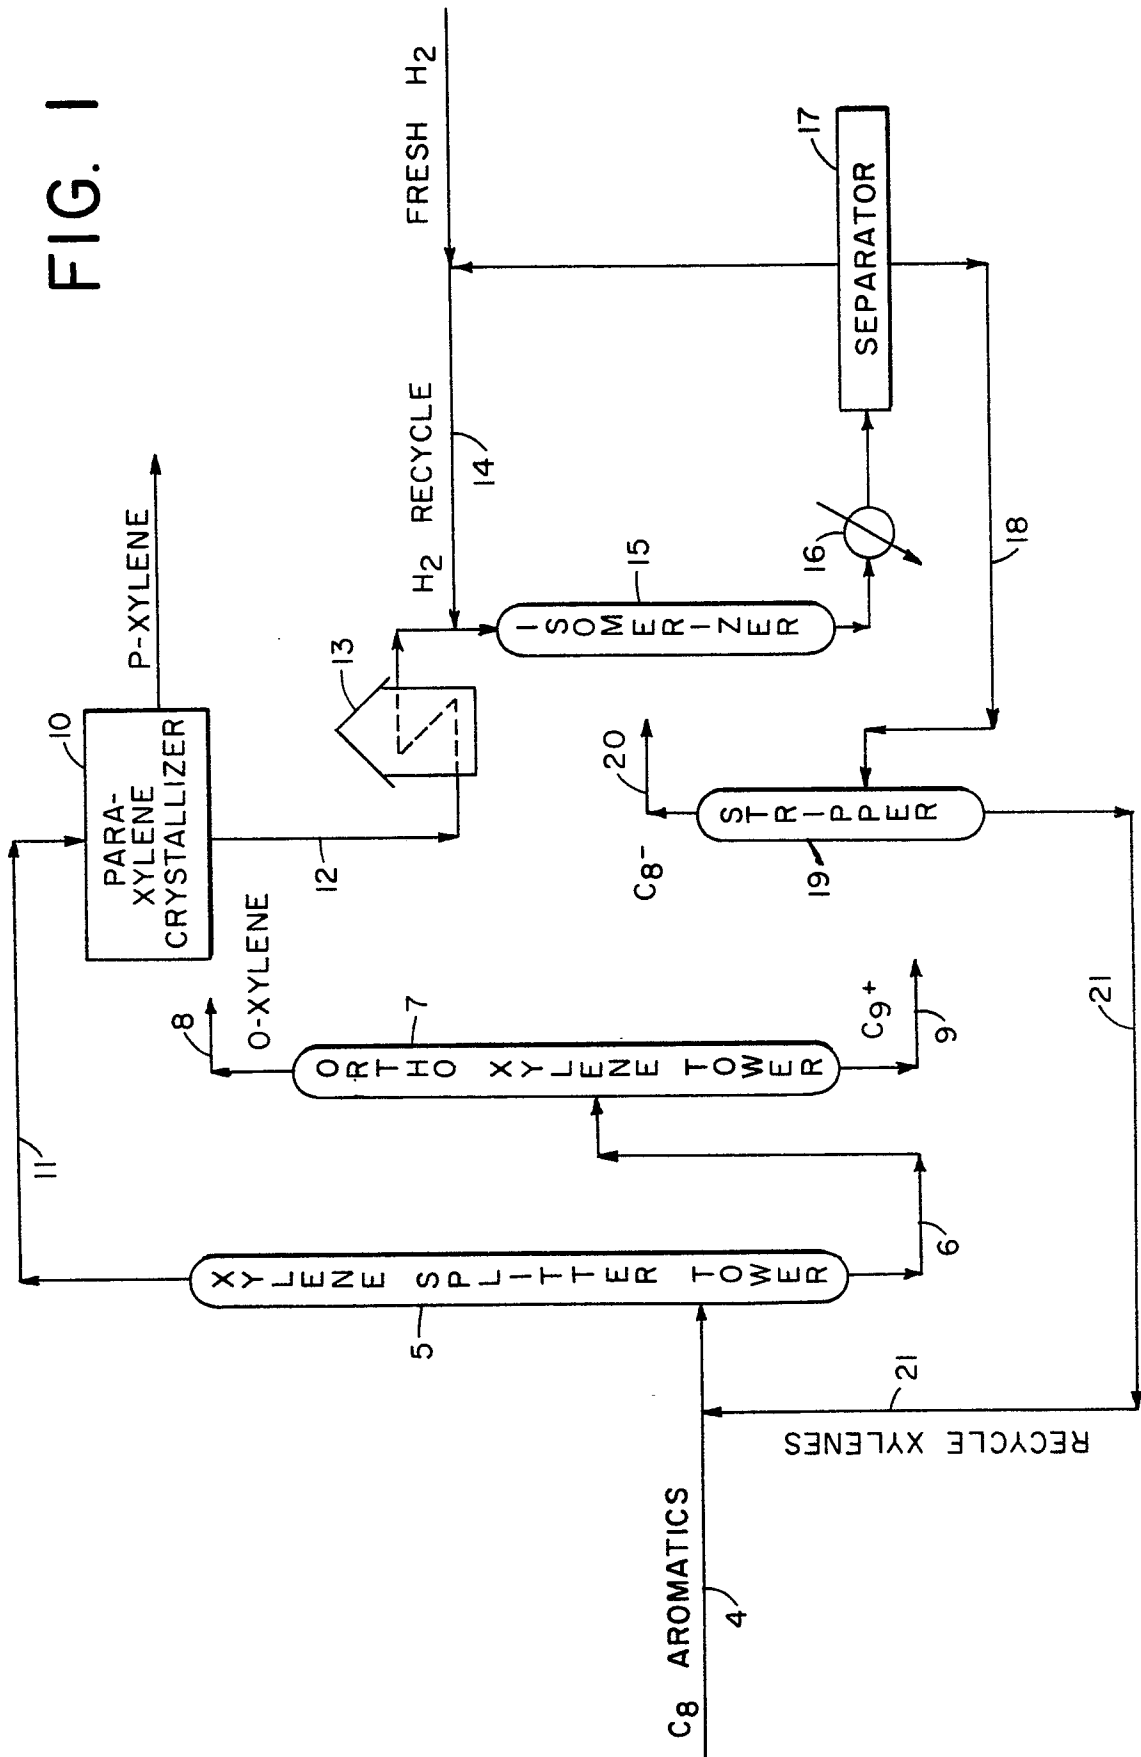 FIG. 1
FRESH H2
H2 RECYCLE
14
P-XYLENE
10
PARA-
XYLENE
CRYSTALLIZER
11
12
13
ISOMERIZER
15
16
17
SEPARATOR
18
C8-
20
STRIPPER
19
O-XYLENE
8
ORTHO XYLENE TOWER
7
C9+
9
XYLENE SPLITTER TOWER
5
6
21
21
RECYCLE XYLENES
C8 AROMATICS
4